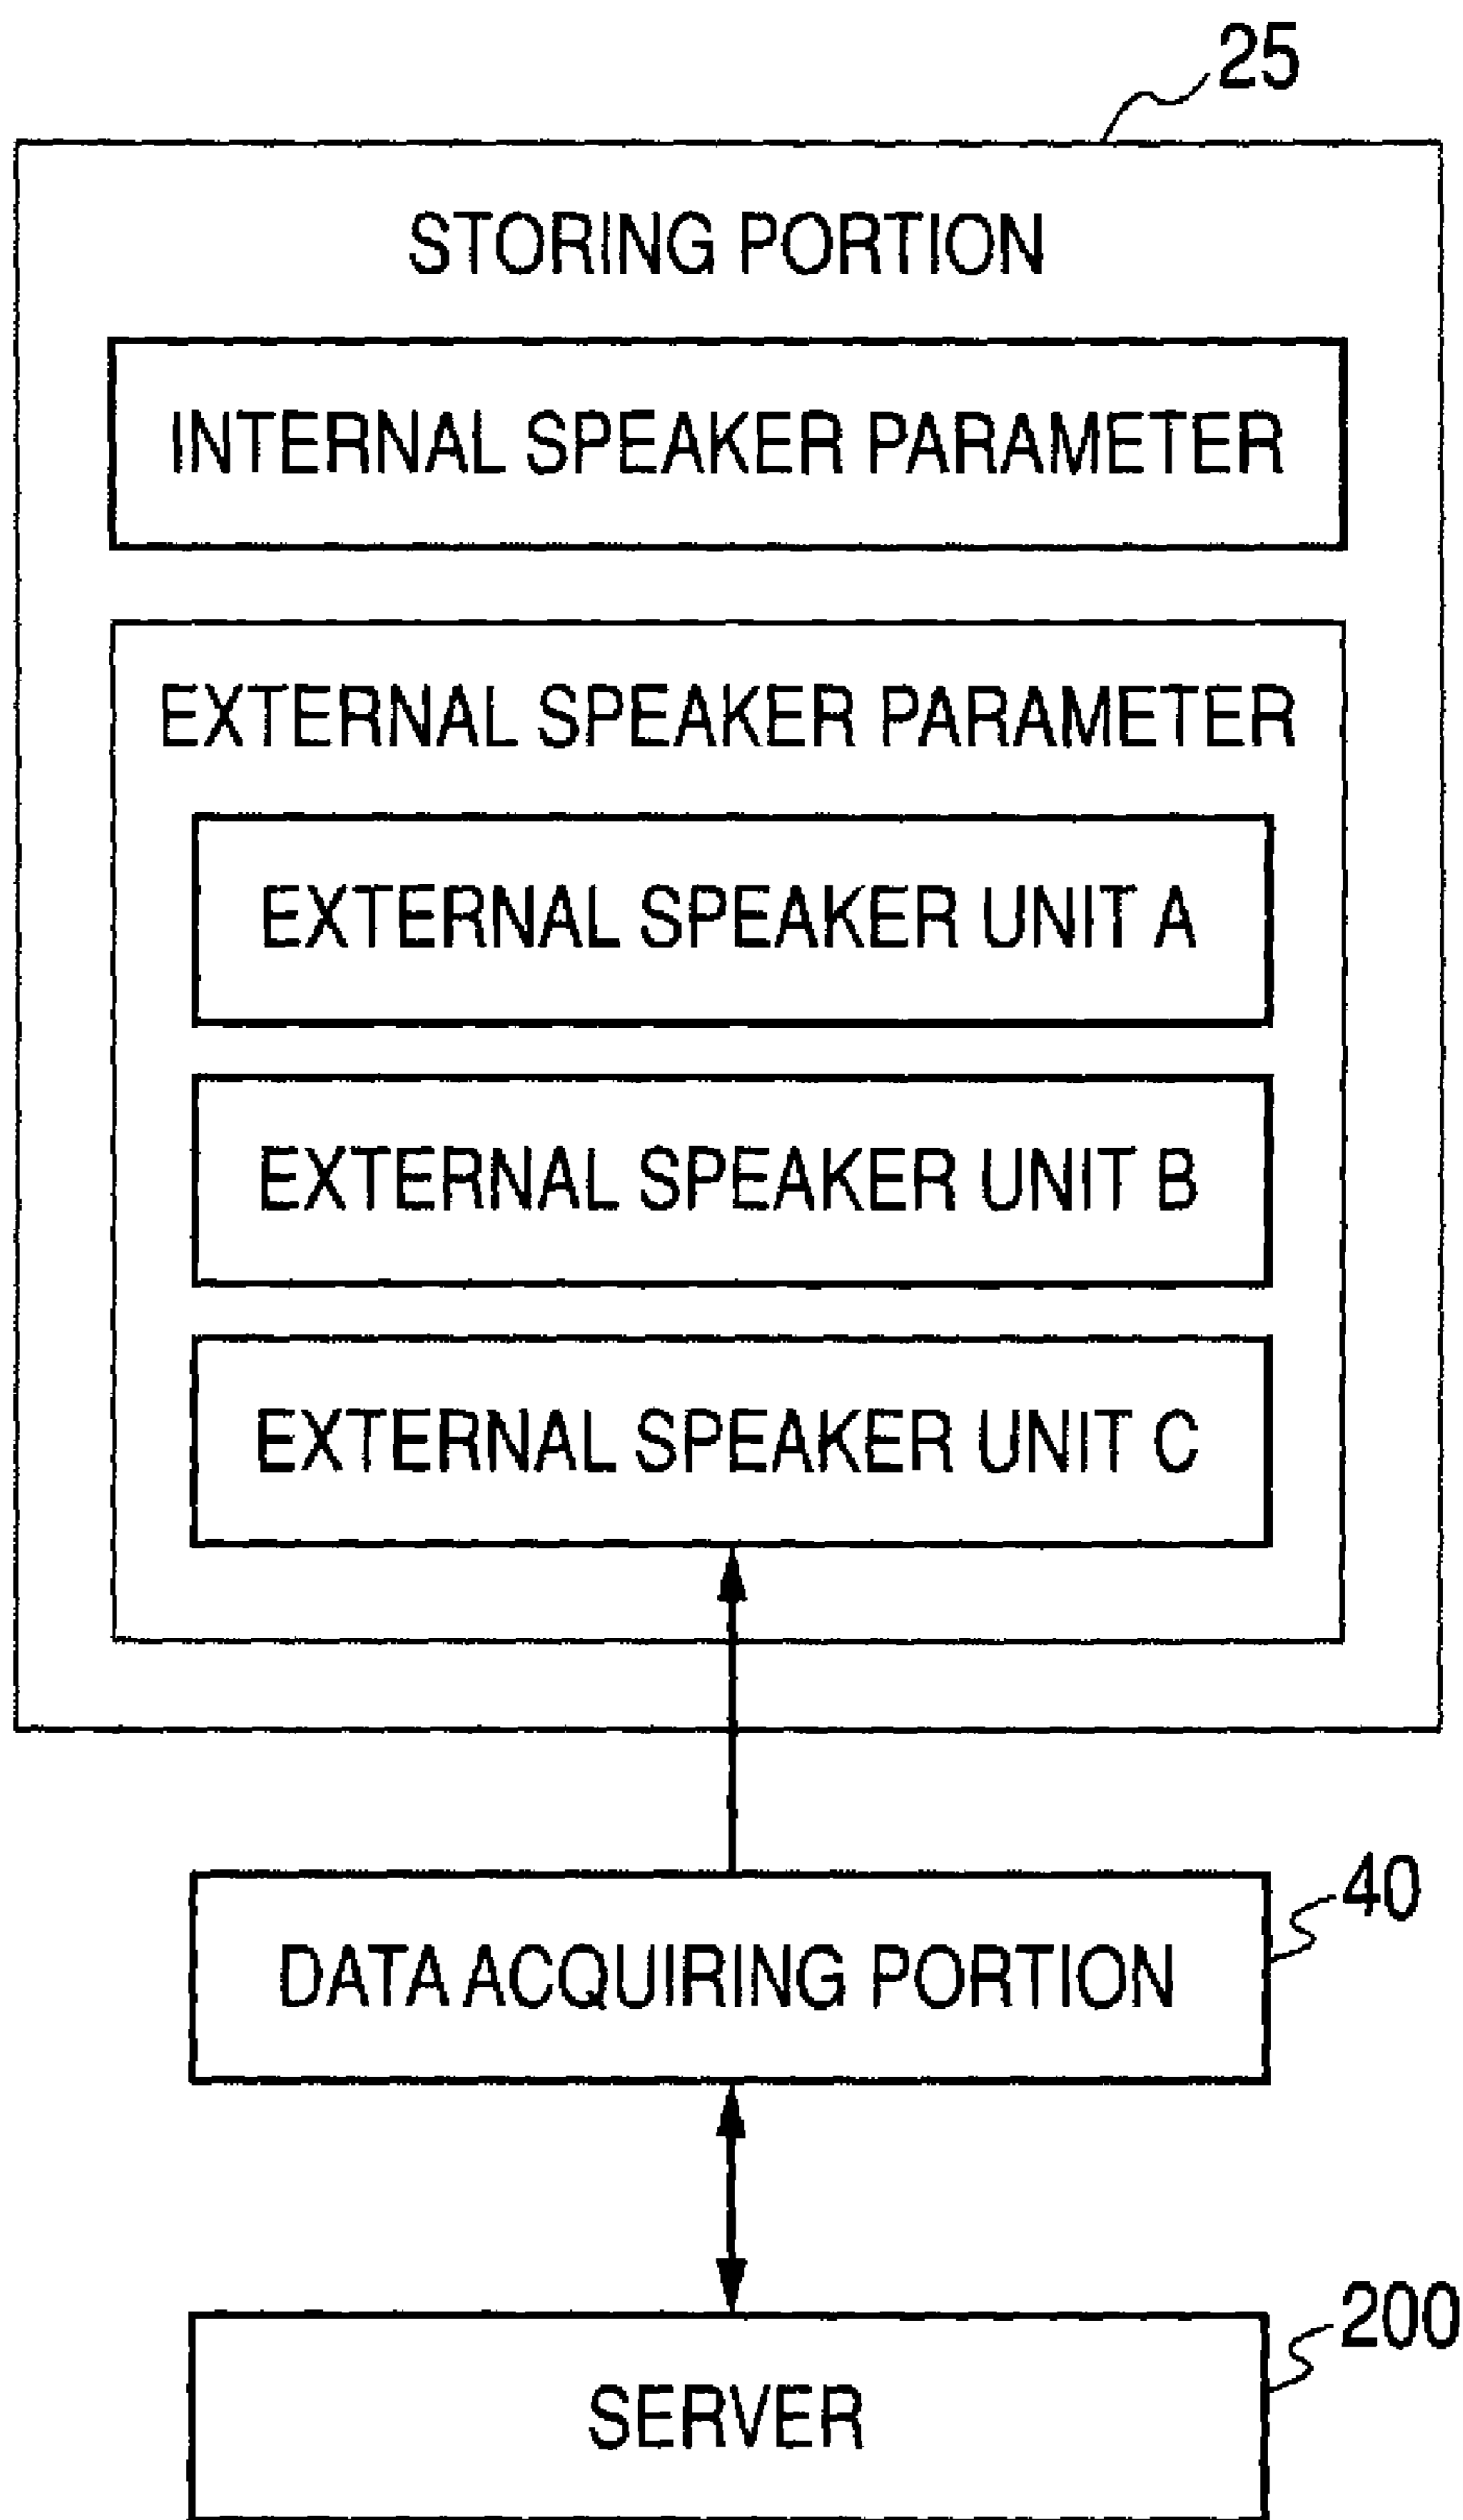 25
STORING PORTION
INTERNAL SPEAKER PARAMETER
EXTERNAL SPEAKER PARAMETER
EXTERNAL SPEAKER UNIT A
EXTERNAL SPEAKER UNIT B
EXTERNAL SPEAKER UNIT C
40
DATA ACQUIRING PORTION
200
SERVER